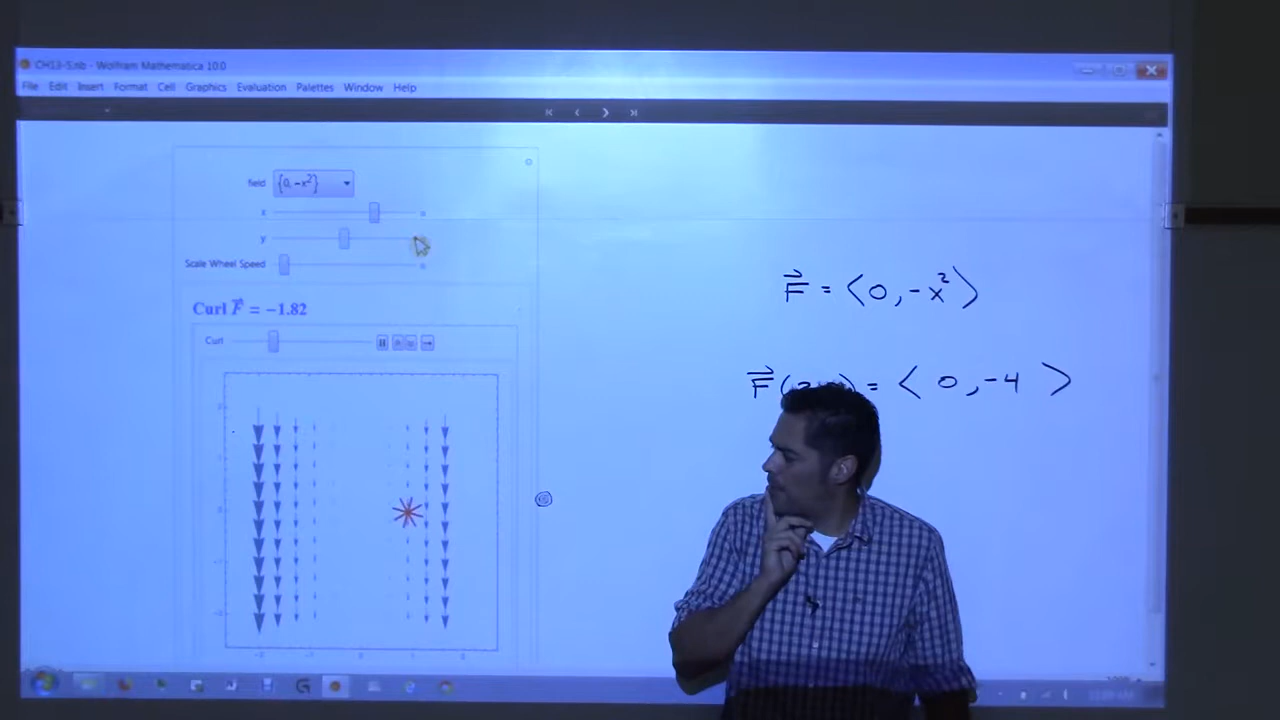 CH13-5.nb - Wolfram Mathematica 10.0
File Edit Insert Format Cell Graphics Evaluation Palettes Window Help
field {0, -x²}
x
y
Scale Wheel Speed
Curl F⃗ = -1.82
Curl
F⃗ = ⟨0, -x²⟩
F⃗( ) = ⟨ 0, -4 ⟩